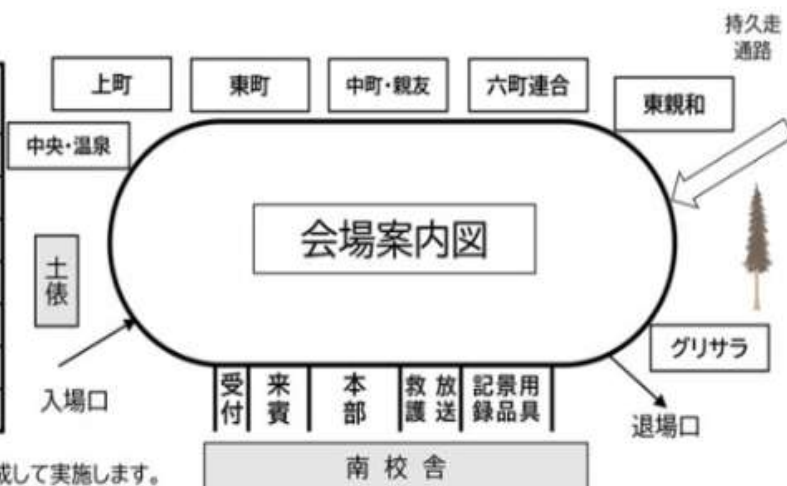 持久走
通路
上町
東町
中町・親友
六町連合
東親和
中央・温泉
会場案内図
土俵
グリサラ
入場口
受付
来賓
本部
救護
放送
記録
景品
用具
退場口
南校舎
成して実施します。